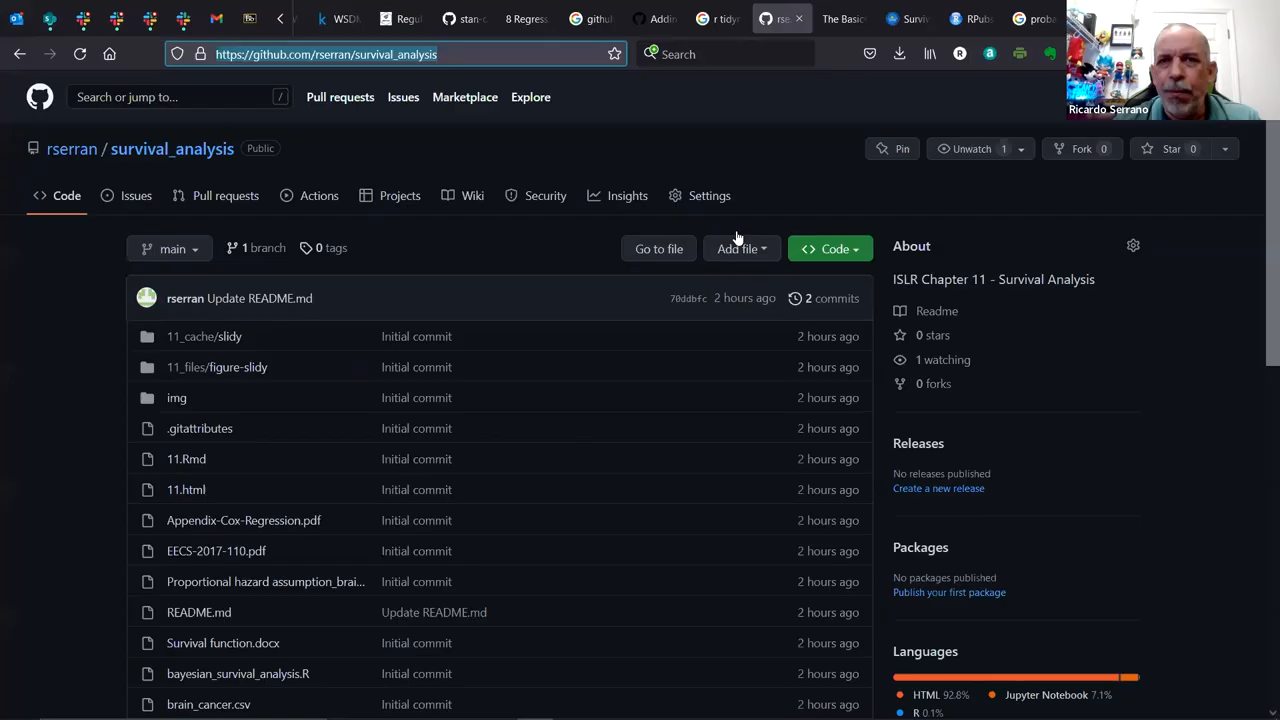 WSDM
Regul
stan-c
8 Regress
githul
Addin
r tidyr
rse
The Basic
Surviv
RPubs
proba
https://github.com/rserran/survival_analysis
Search
Ricardo Serrano
Search or jump to...
/
Pull requests
Issues
Marketplace
Explore
rserran / survival_analysis
Public
Pin
Unwatch 1
Fork 0
Star 0
Code
Issues
Pull requests
Actions
Projects
Wiki
Security
Insights
Settings
main
1 branch
0 tags
Go to file
Add file
Code
rserran Update README.md
70ddbfc 2 hours ago
2 commits
11_cache/slidy Initial commit 2 hours ago
11_files/figure-slidy Initial commit 2 hours ago
img Initial commit 2 hours ago
.gitattributes Initial commit 2 hours ago
11.Rmd Initial commit 2 hours ago
11.html Initial commit 2 hours ago
Appendix-Cox-Regression.pdf Initial commit 2 hours ago
EECS-2017-110.pdf Initial commit 2 hours ago
Proportional hazard assumption_brai... Initial commit 2 hours ago
README.md Update README.md 2 hours ago
Survival function.docx Initial commit 2 hours ago
bayesian_survival_analysis.R Initial commit 2 hours ago
brain_cancer.csv Initial commit 2 hours ago
About
ISLR Chapter 11 - Survival Analysis
Readme
0 stars
1 watching
0 forks
Releases
No releases published
Create a new release
Packages
No packages published
Publish your first package
Languages
HTML 92.8%
Jupyter Notebook 7.1%
R 0.1%